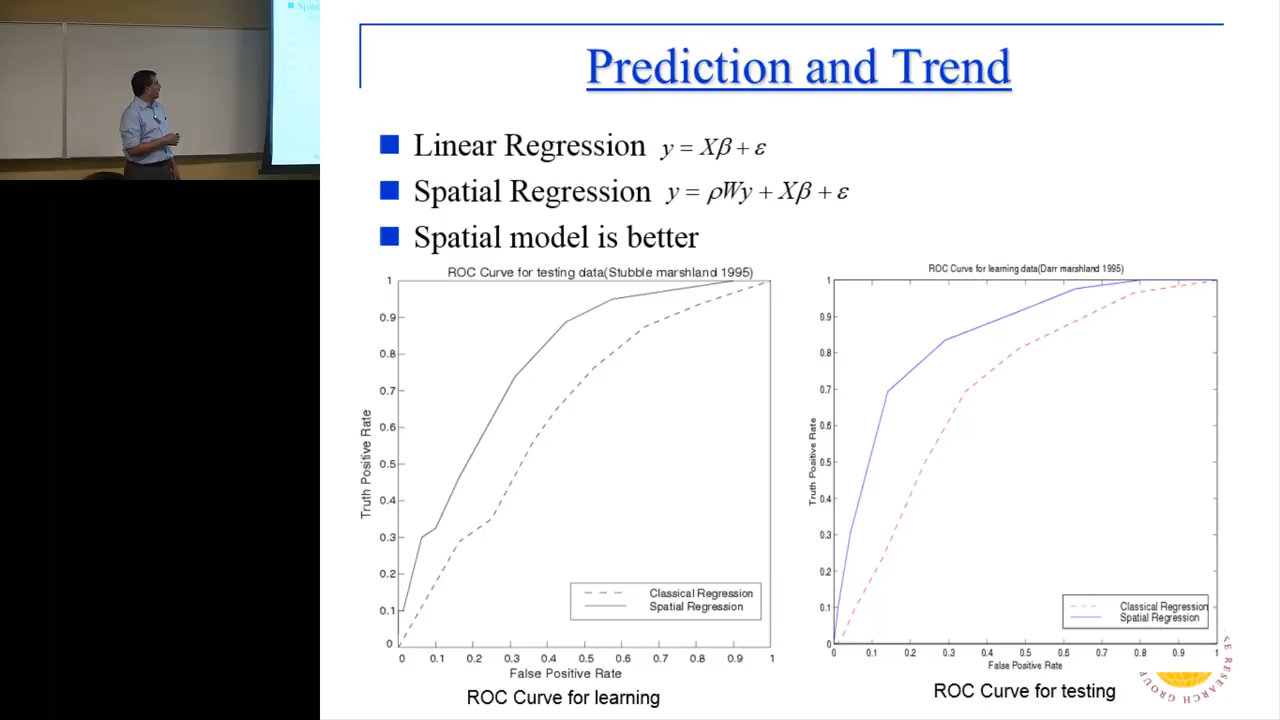 Prediction and Trend
Linear Regression y = Xβ + ε
Spatial Regression y = ρWy + Xβ + ε
Spatial model is better
ROC Curve for testing data(Stubble marshland 1995)
1
0.9
0.8
0.7
0.6
0.5
0.4
0.3
0.2
0.1
0
Truth Positive Rate
Classical Regression
Spatial Regression
0 0.1 0.2 0.3 0.4 0.5 0.6 0.7 0.8 0.9 1
False Positive Rate
ROC Curve for learning
ROC Curve for learning data(Darr marshland 1995)
1
0.9
0.8
0.7
0.6
0.5
0.4
0.3
0.2
0.1
0
Truth Positive Rate
Classical Regression
Spatial Regression
0 0.1 0.2 0.3 0.4 0.5 0.6 0.7 0.8 0.9 1
False Positive Rate
ROC Curve for testing
SE RESEARCH GROUP